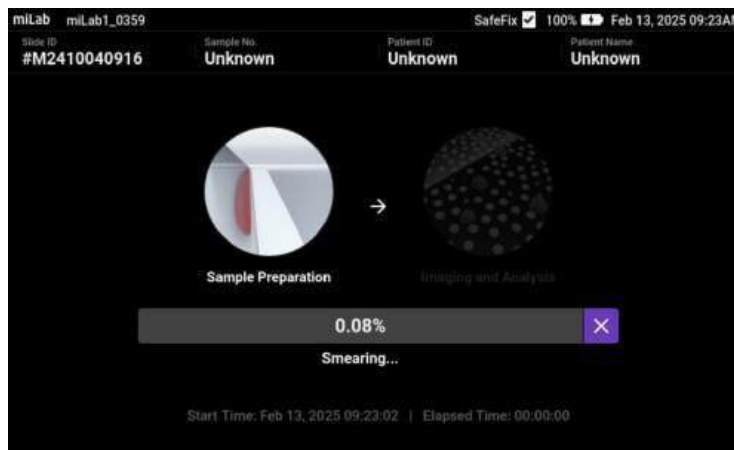 miLab miLab1_0359 SafeFix 100% Feb 13, 2025 09:23AM
Slide ID Sample No. Patient ID Patient Name
#M2410040916 Unknown Unknown Unknown
Sample Preparation Imaging and Analysis
0.08%
Smearing...
Start Time: Feb 13, 2025 09:23:02 | Elapsed Time: 00:00:00